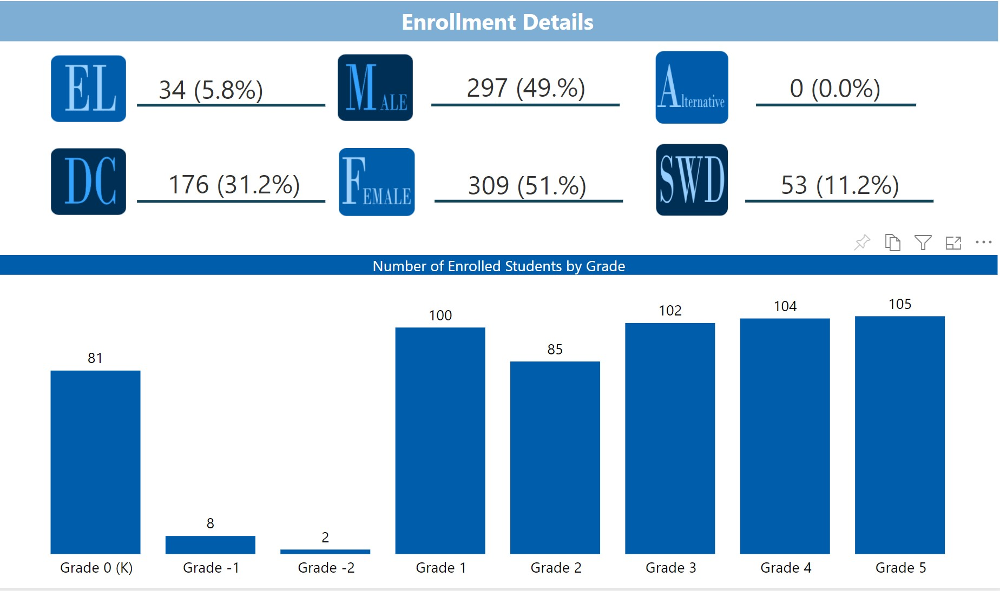 Enrollment Details
EL 34 (5.8%) MALE 297 (49.%) Alternative 0 (0.0%)
DC 176 (31.2%) FEMALE 309 (51.%) SWD 53 (11.2%)
Number of Enrolled Students by Grade
81 8 2 100 85 102 104 105
Grade 0 (K) Grade -1 Grade -2 Grade 1 Grade 2 Grade 3 Grade 4 Grade 5